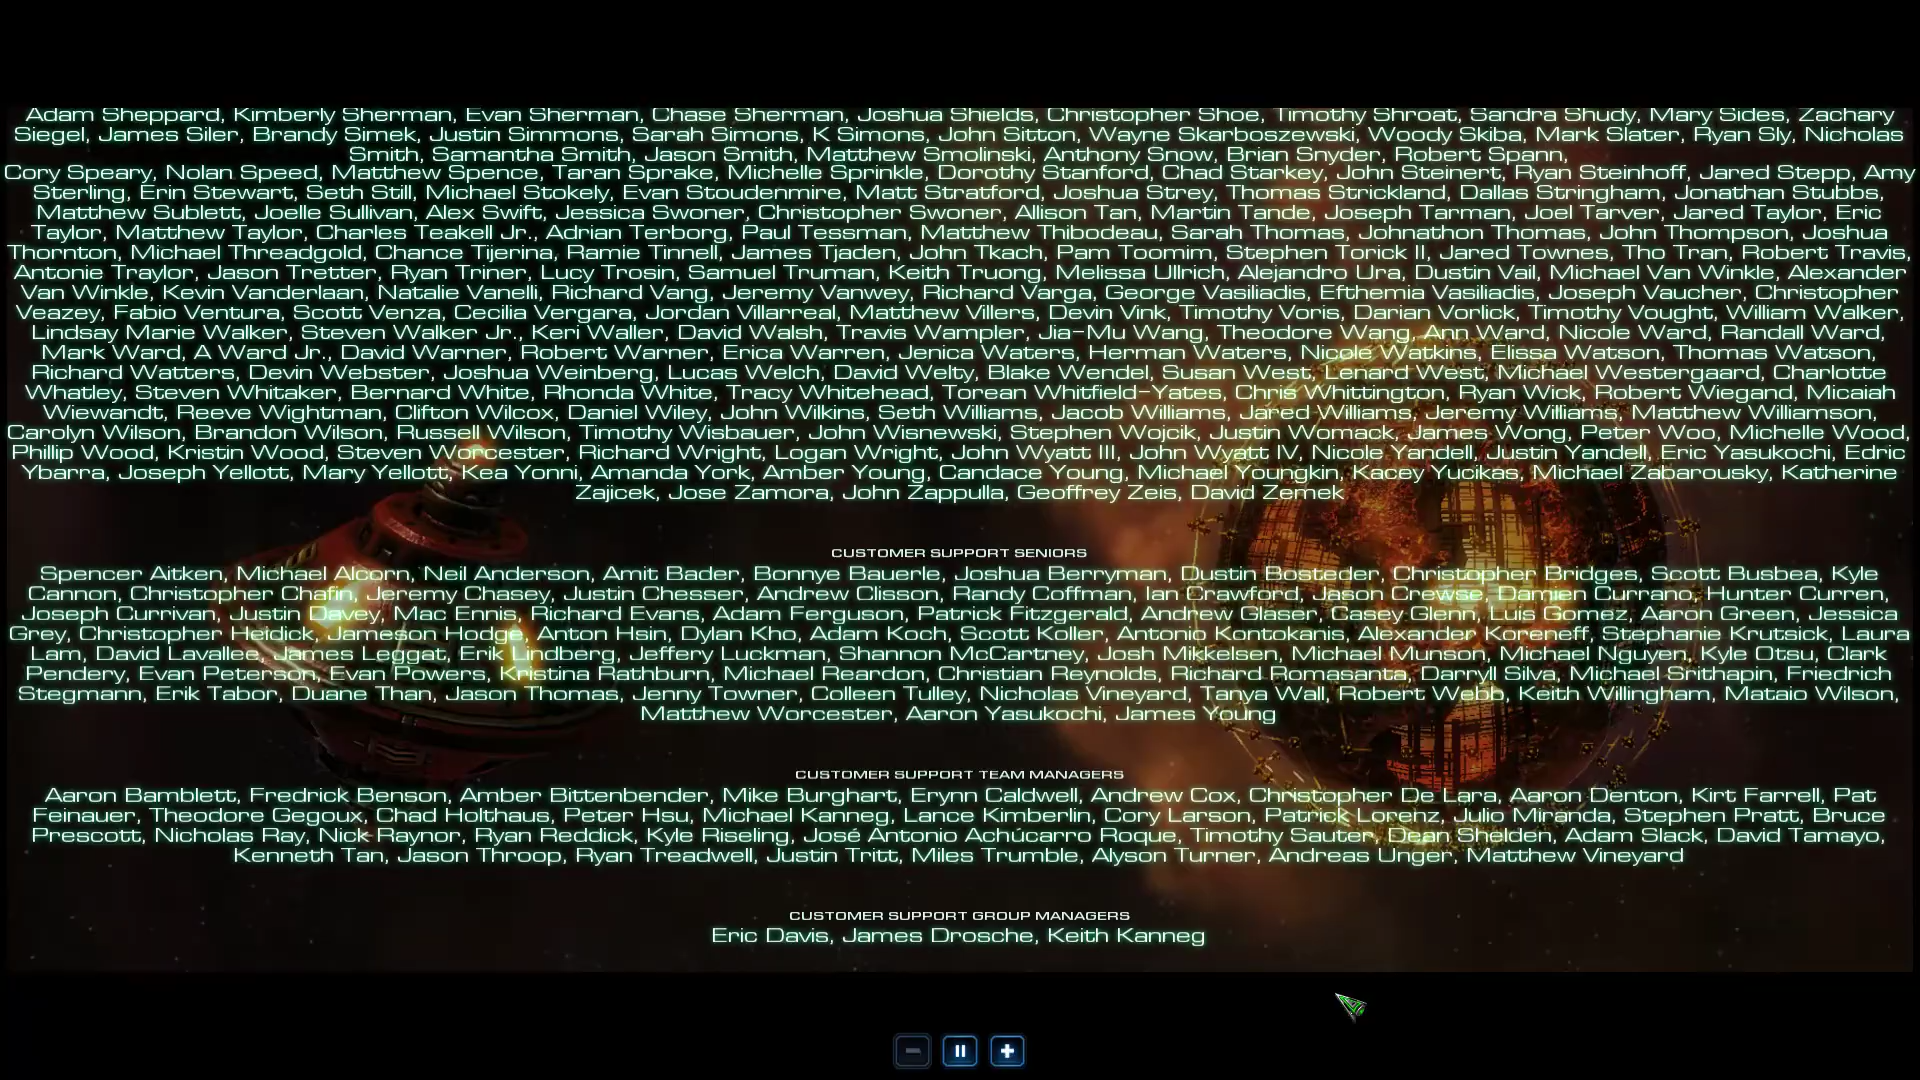 Adam Sheppard, Kimberly Sherman, Evan Sherman, Chase Sherman, Joshua Shields, Christopher Shoe, Timothy Shroat, Sandra Shudy, Mary Sides, Zachary
Siegel, James Siler, Brandy Simek, Justin Simmons, Sarah Simons, K Simons, John Sitton, Wayne Skarboszewski, Woody Skiba, Mark Slater, Ryan Sly, Nicholas
Smith, Samantha Smith, Jason Smith, Matthew Smolinski, Anthony Snow, Brian Snyder, Robert Spann,
Cory Speary, Nolan Speed, Matthew Spence, Taran Sprake, Michelle Sprinkle, Dorothy Stanford, Chad Starkey, John Steinert, Ryan Steinhoff, Jared Stepp, Amy
Sterling, Erin Stewart, Seth Still, Michael Stokely, Evan Stoudenmire, Matt Stratford, Joshua Strey, Thomas Strickland, Dallas Stringham, Jonathan Stubbs,
Matthew Sublett, Joelle Sullivan, Alex Swift, Jessica Swoner, Christopher Swoner, Allison Tan, Martin Tande, Joseph Tarman, Joel Tarver, Jared Taylor, Eric
Taylor, Matthew Taylor, Charles Teakell Jr., Adrian Terborg, Paul Tessman, Matthew Thibodeau, Sarah Thomas, Johnathon Thomas, John Thompson, Joshua
Thornton, Michael Threadgold, Chance Tijerina, Ramie Tinnell, James Tjaden, John Tkach, Pam Toomim, Stephen Torick II, Jared Townes, Tho Tran, Robert Travis,
Antonie Traylor, Jason Tretter, Ryan Triner, Lucy Trosin, Samuel Truman, Keith Truong, Melissa Ullrich, Alejandro Ura, Dustin Vail, Michael Van Winkle, Alexander
Van Winkle, Kevin Vanderlaan, Natalie Vanelli, Richard Vang, Jeremy Vanwey, Richard Varga, George Vasiliadis, Efthemia Vasiliadis, Joseph Vaucher, Christopher
Veazey, Fabio Ventura, Scott Venza, Cecilia Vergara, Jordan Villarreal, Matthew Villers, Devin Vink, Timothy Voris, Darian Vorlick, Timothy Vought, William Walker,
Lindsay Marie Walker, Steven Walker Jr., Keri Waller, David Walsh, Travis Wampler, Jia-Mu Wang, Theodore Wang, Ann Ward, Nicole Ward, Randall Ward,
Mark Ward, A Ward Jr., David Warner, Robert Warner, Erica Warren, Jenica Waters, Herman Waters, Nicole Watkins, Elissa Watson, Thomas Watson,
Richard Watters, Devin Webster, Joshua Weinberg, Lucas Welch, David Welty, Blake Wendel, Susan West, Lenard West, Michael Westergaard, Charlotte
Whatley, Steven Whitaker, Bernard White, Rhonda White, Tracy Whitehead, Torean Whitfield-Yates, Chris Whittington, Ryan Wick, Robert Wiegand, Micaiah
Wiewandt, Reeve Wightman, Clifton Wilcox, Daniel Wiley, John Wilkins, Seth Williams, Jacob Williams, Jared Williams, Jeremy Williams, Matthew Williamson,
Carolyn Wilson, Brandon Wilson, Russell Wilson, Timothy Wisbauer, John Wisnewski, Stephen Wojcik, Justin Womack, James Wong, Peter Woo, Michelle Wood,
Phillip Wood, Kristin Wood, Steven Worcester, Richard Wright, Logan Wright, John Wyatt III, John Wyatt IV, Nicole Yandell, Justin Yandell, Eric Yasukochi, Edric
Ybarra, Joseph Yellott, Mary Yellott, Kea Yonni, Amanda York, Amber Young, Candace Young, Michael Youngkin, Kacey Yucikas, Michael Zabarousky, Katherine
Zajicek, Jose Zamora, John Zappulla, Geoffrey Zeis, David Zemek
CUSTOMER SUPPORT SENIORS
Spencer Aitken, Michael Alcorn, Neil Anderson, Amit Bader, Bonnye Bauerle, Joshua Berryman, Dustin Bosteder, Christopher Bridges, Scott Busbea, Kyle
Cannon, Christopher Chafin, Jeremy Chasey, Justin Chesser, Andrew Clisson, Randy Coffman, Ian Crawford, Jason Crewse, Damien Currano, Hunter Curren,
Joseph Currivan, Justin Davey, Mac Ennis, Richard Evans, Adam Ferguson, Patrick Fitzgerald, Andrew Glaser, Casey Glenn, Luis Gomez, Aaron Green, Jessica
Grey, Christopher Heidick, Jameson Hodge, Anton Hsin, Dylan Kho, Adam Koch, Scott Koller, Antonio Kontokanis, Alexander Koreneff, Stephanie Krutsick, Laura
Lam, David Lavallee, James Leggat, Erik Lindberg, Jeffery Luckman, Shannon McCartney, Josh Mikkelsen, Michael Munson, Michael Nguyen, Kyle Otsu, Clark
Pendery, Evan Peterson, Evan Powers, Kristina Rathburn, Michael Reardon, Christian Reynolds, Richard Romasanta, Darryll Silva, Michael Srithapin, Friedrich
Stegmann, Erik Tabor, Duane Than, Jason Thomas, Jenny Towner, Colleen Tulley, Nicholas Vineyard, Tanya Wall, Robert Webb, Keith Willingham, Mataio Wilson,
Matthew Worcester, Aaron Yasukochi, James Young
CUSTOMER SUPPORT TEAM MANAGERS
Aaron Bamblett, Fredrick Benson, Amber Bittenbender, Mike Burghart, Erynn Caldwell, Andrew Cox, Christopher De Lara, Aaron Denton, Kirt Farrell, Pat
Feinauer, Theodore Gegoux, Chad Holthaus, Peter Hsu, Michael Kanneg, Lance Kimberlin, Cory Larson, Patrick Lorenz, Julio Miranda, Stephen Pratt, Bruce
Prescott, Nicholas Ray, Nick Raynor, Ryan Reddick, Kyle Riseling, José Antonio Achúcarro Roque, Timothy Sauter, Dean Shelden, Adam Slack, David Tamayo,
Kenneth Tan, Jason Throop, Ryan Treadwell, Justin Tritt, Miles Trumble, Alyson Turner, Andreas Unger, Matthew Vineyard
CUSTOMER SUPPORT GROUP MANAGERS
Eric Davis, James Drosche, Keith Kanneg